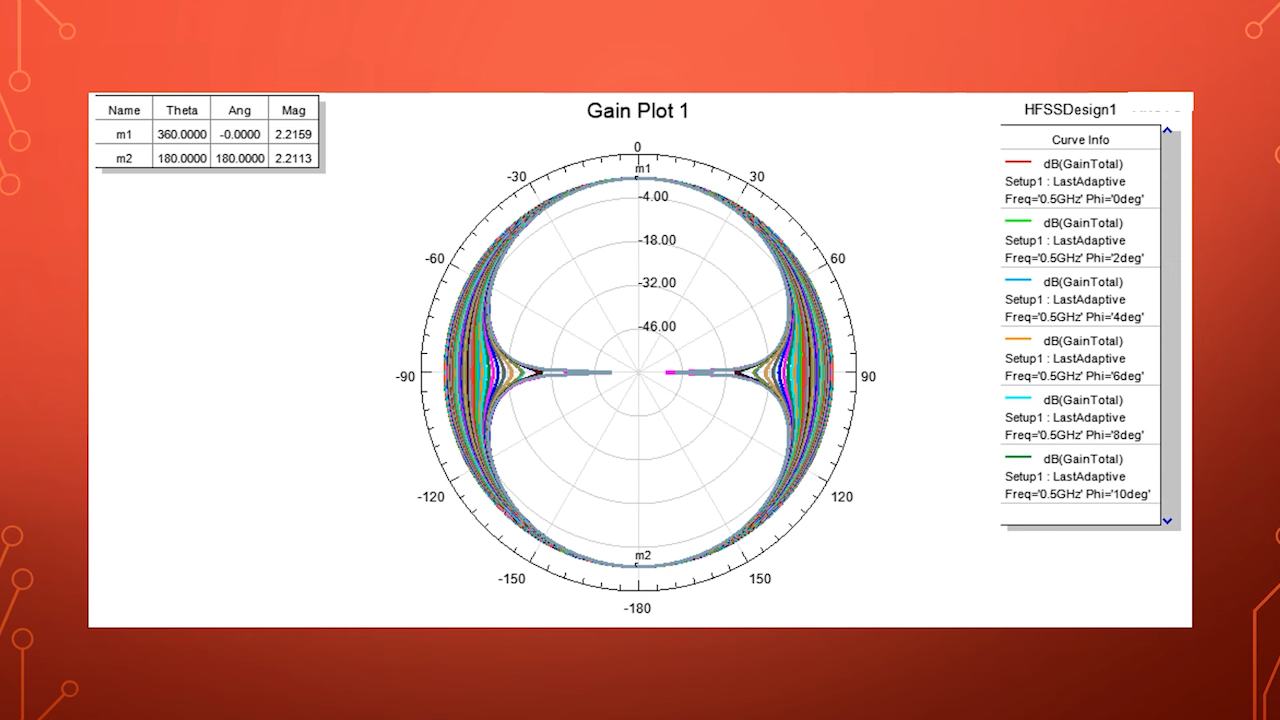 Name Theta Ang Mag
m1 360.0000 -0.0000 2.2159
m2 180.0000 180.0000 2.2113
Gain Plot 1
HFSSDesign1
Curve Info
dB(GainTotal)
Setup1 : LastAdaptive
Freq='0.5GHz' Phi='0deg'
dB(GainTotal)
Setup1 : LastAdaptive
Freq='0.5GHz' Phi='2deg'
dB(GainTotal)
Setup1 : LastAdaptive
Freq='0.5GHz' Phi='4deg'
dB(GainTotal)
Setup1 : LastAdaptive
Freq='0.5GHz' Phi='6deg'
dB(GainTotal)
Setup1 : LastAdaptive
Freq='0.5GHz' Phi='8deg'
dB(GainTotal)
Setup1 : LastAdaptive
Freq='0.5GHz' Phi='10deg'
0
m1
-30 30
-4.00
-18.00
-60 60
-32.00
-46.00
-90 90
-120 120
m2
-150 150
-180